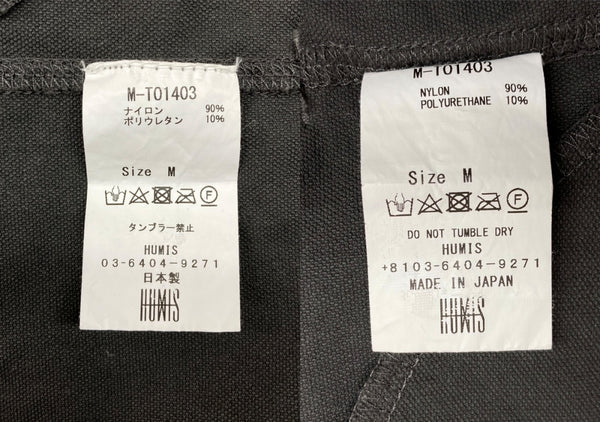 M-T01403
ナイロン 90%
ポリウレタン 10%
Size M
F
タンブラー禁止
HUMIS
03-6404-9271
日本製
HUMIS
M-T01403
NYLON 90%
POLYURETHANE 10%
Size M
F
DO NOT TUMBLE DRY
HUMIS
+8103-6404-9271
MADE IN JAPAN
HUMIS